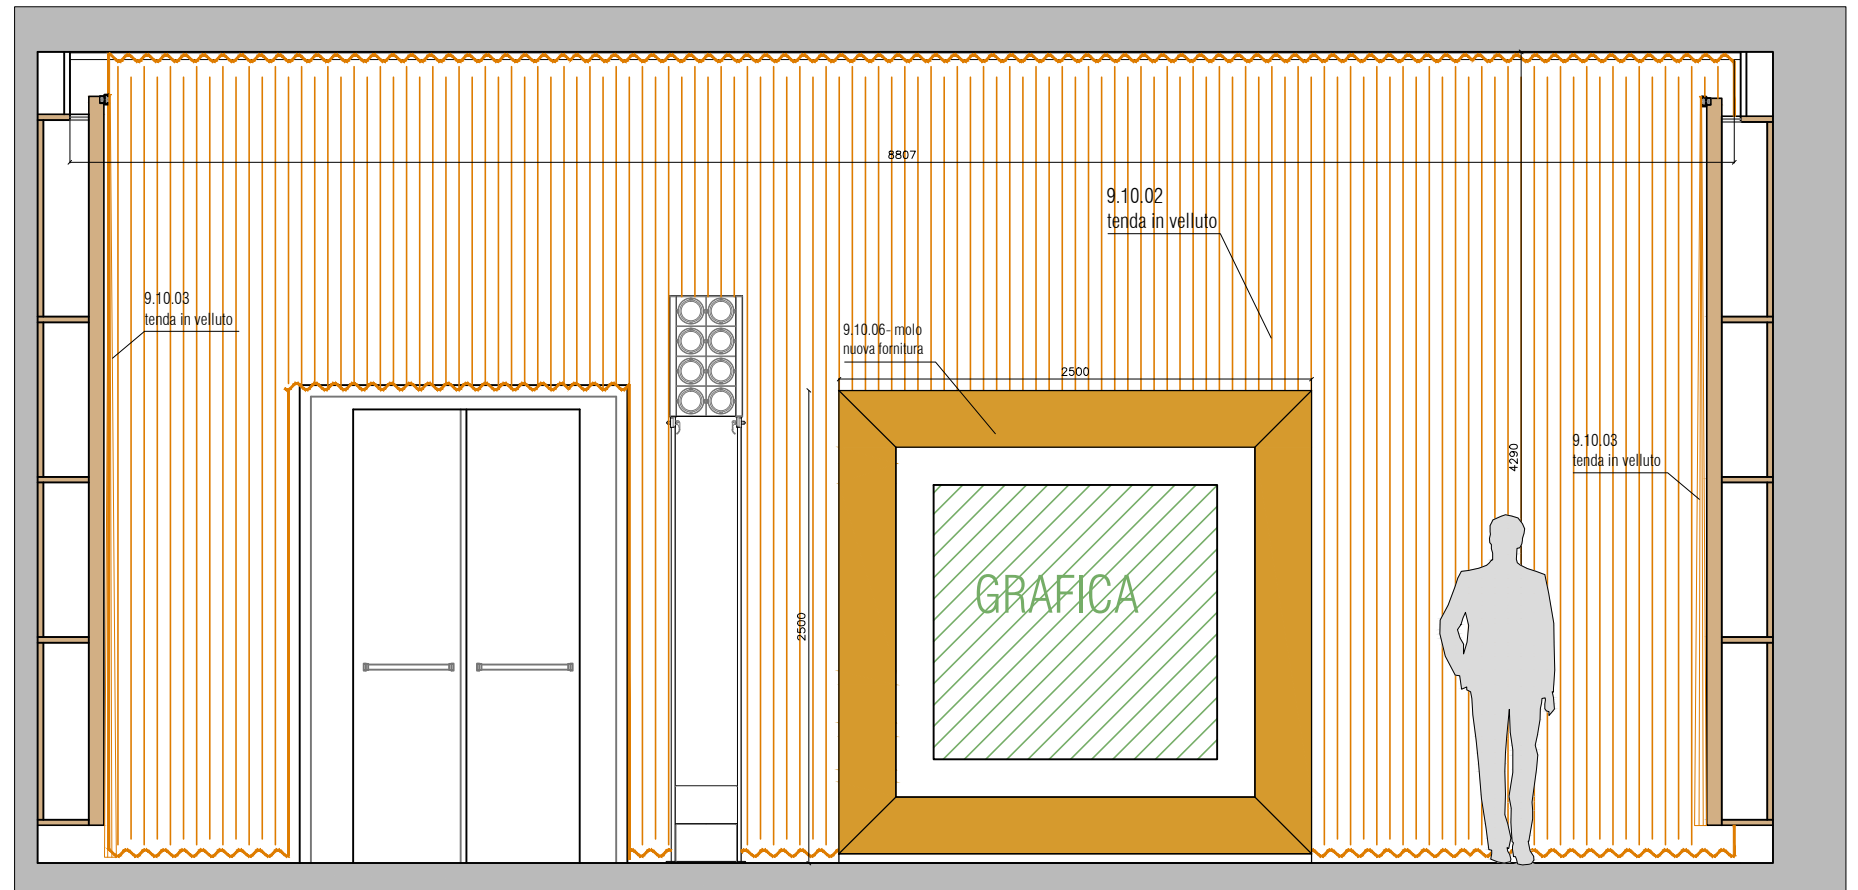 8807
9.10.02
tenda in velluto
9.10.03
tenda in velluto
9.10.06- molo
nuova fornitura
2500
9.10.03
tenda in velluto
4290
GRAFICA
2500